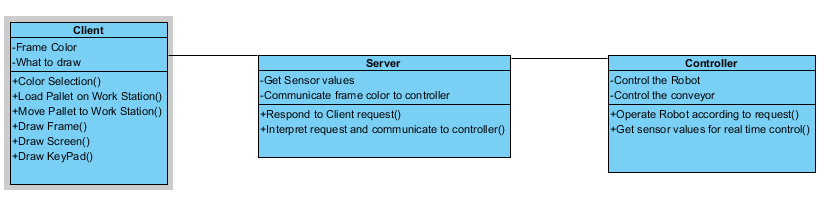 Client
-Frame Color
-What to draw
+Color Selection()
+Load Pallet on Work Station()
+Move Pallet to Work Station()
+Draw Frame()
+Draw Screen()
+Draw KeyPad()
Server
-Get Sensor values
-Communicate frame color to controller
+Respond to Client request()
+Interpret request and communicate to controller()
Controller
-Control the Robot
-Control the conveyor
+Operate Robot according to request()
+Get sensor values for real time control()